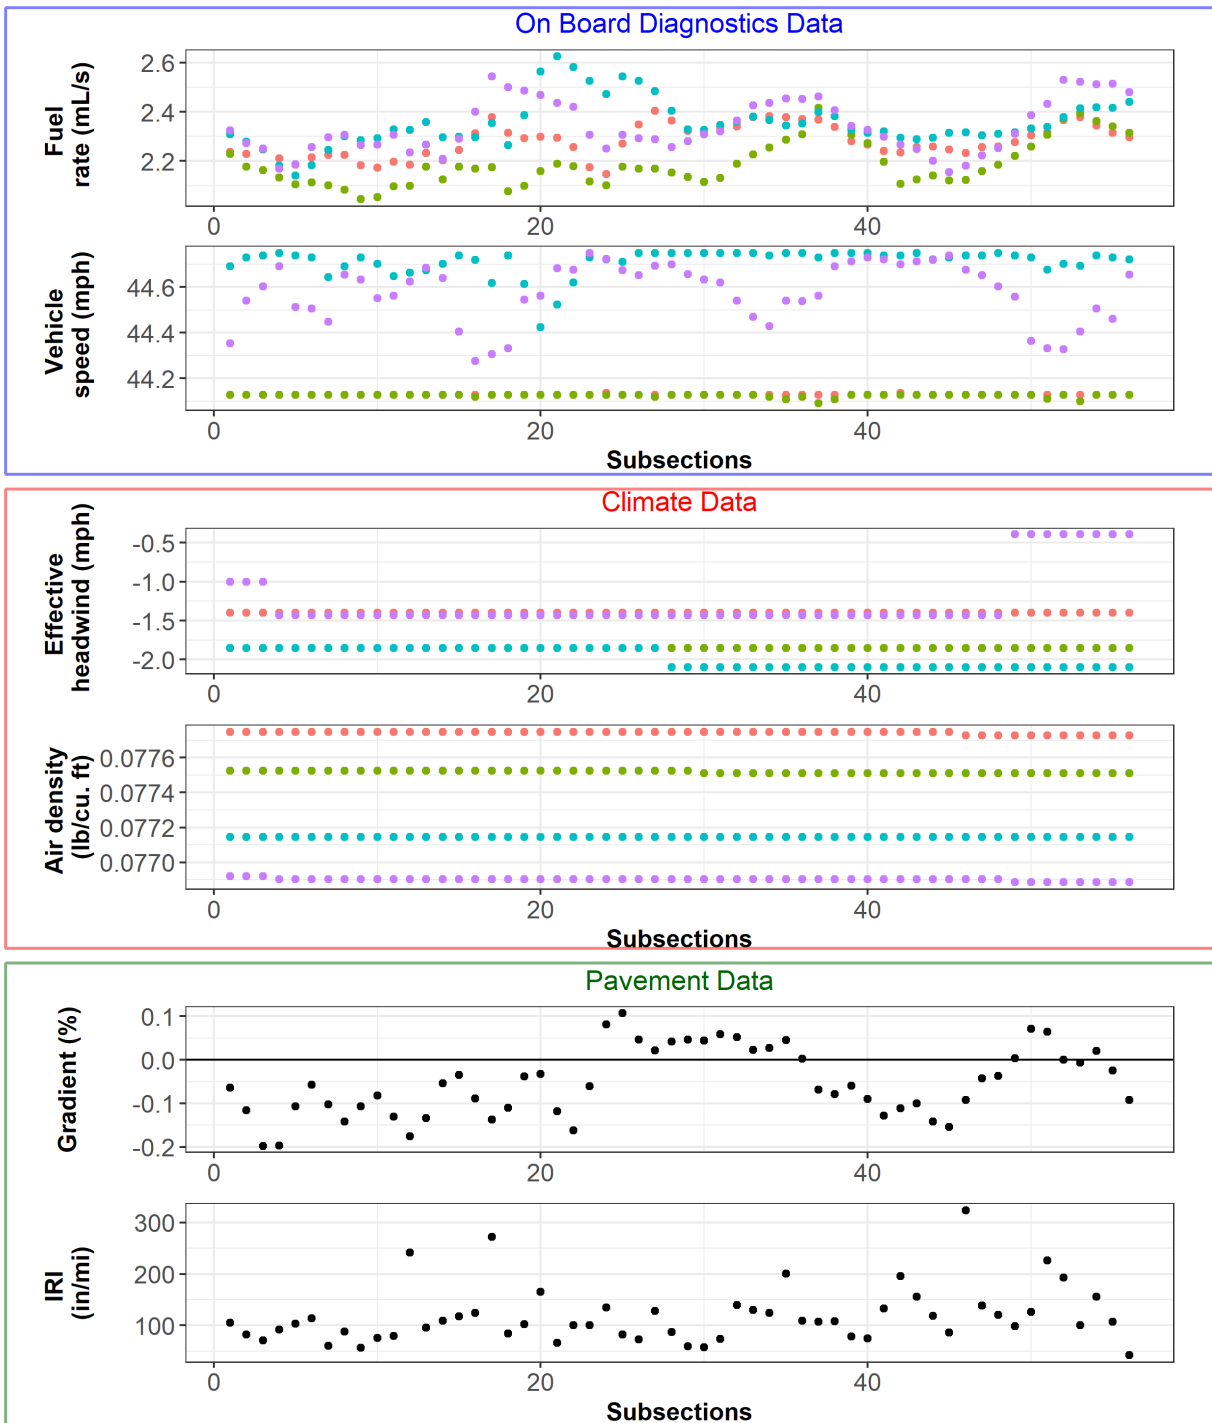 On Board Diagnostics Data
Fuel
rate (mL/s)
2.6
2.4
2.2
0 20 40
Vehicle
speed (mph)
44.6
44.4
44.2
0 20 40
Subsections
Climate Data
Effective
headwind (mph)
-0.5
-1.0
-1.5
-2.0
0 20 40
Air density
(lb/cu. ft)
0.0776
0.0774
0.0772
0.0770
0 20 40
Subsections
Pavement Data
Gradient (%)
0.1
0.0
-0.1
-0.2
0 20 40
IRI
(in/mi)
300
200
100
0 20 40
Subsections